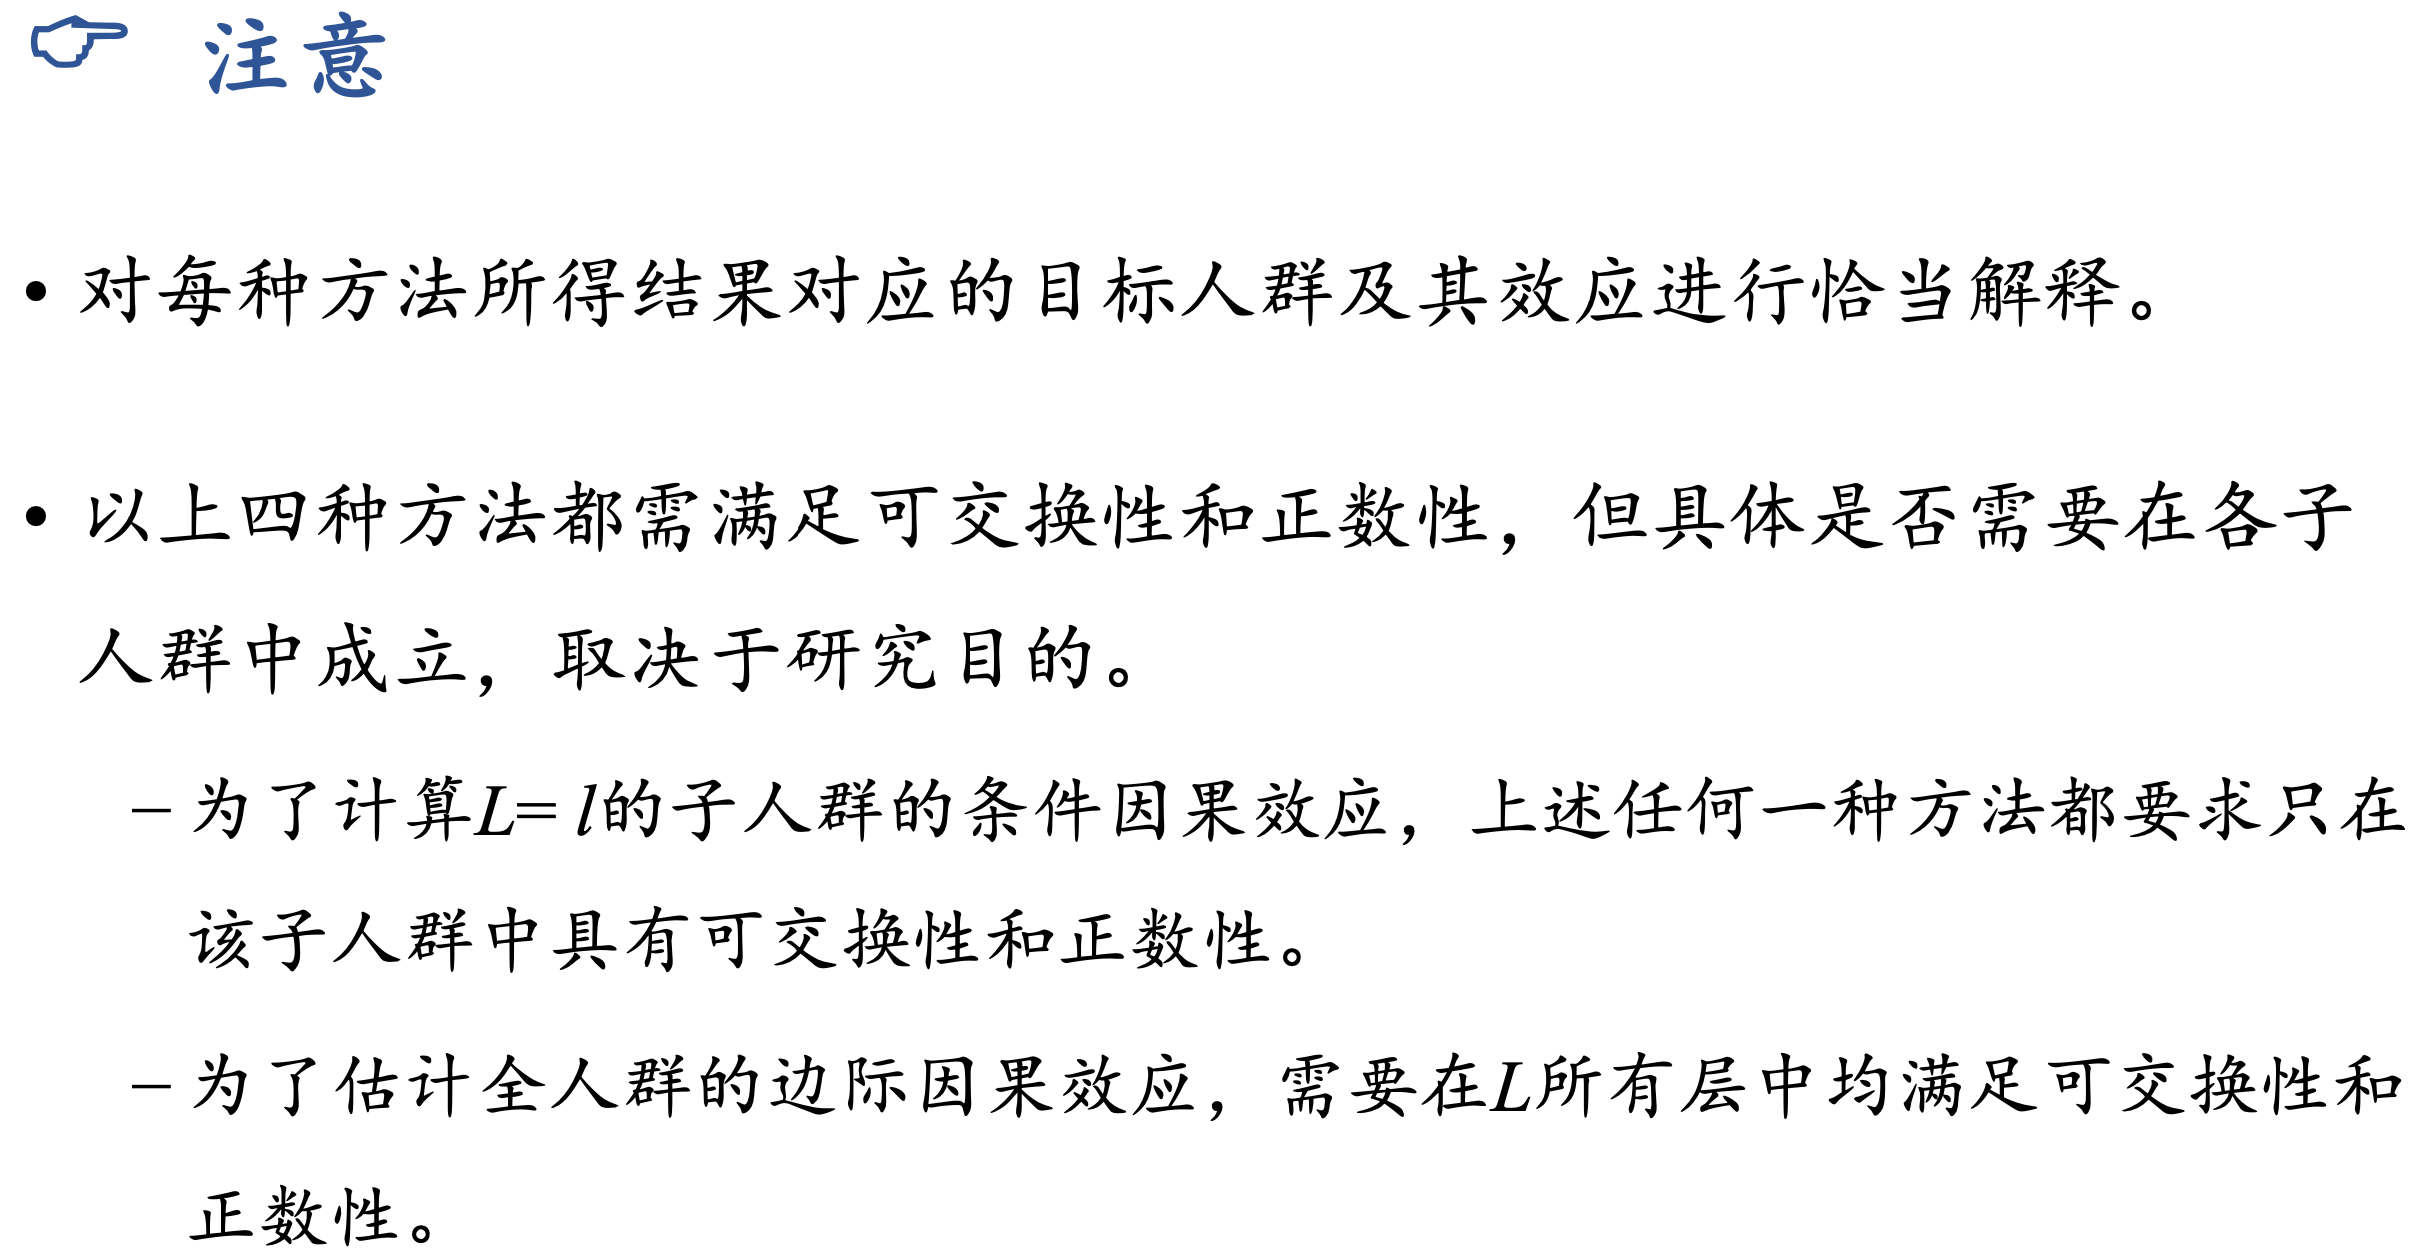 注意
• 对每种方法所得结果对应的目标人群及其效应进行恰当解释。
• 以上四种方法都需满足可交换性和正数性，但具体是否需要在各子
人群中成立，取决于研究目的。
– 为了计算L= l的子人群的条件因果效应，上述任何一种方法都要求只在
该子人群中具有可交换性和正数性。
– 为了估计全人群的边际因果效应，需要在L所有层中均满足可交换性和
正数性。